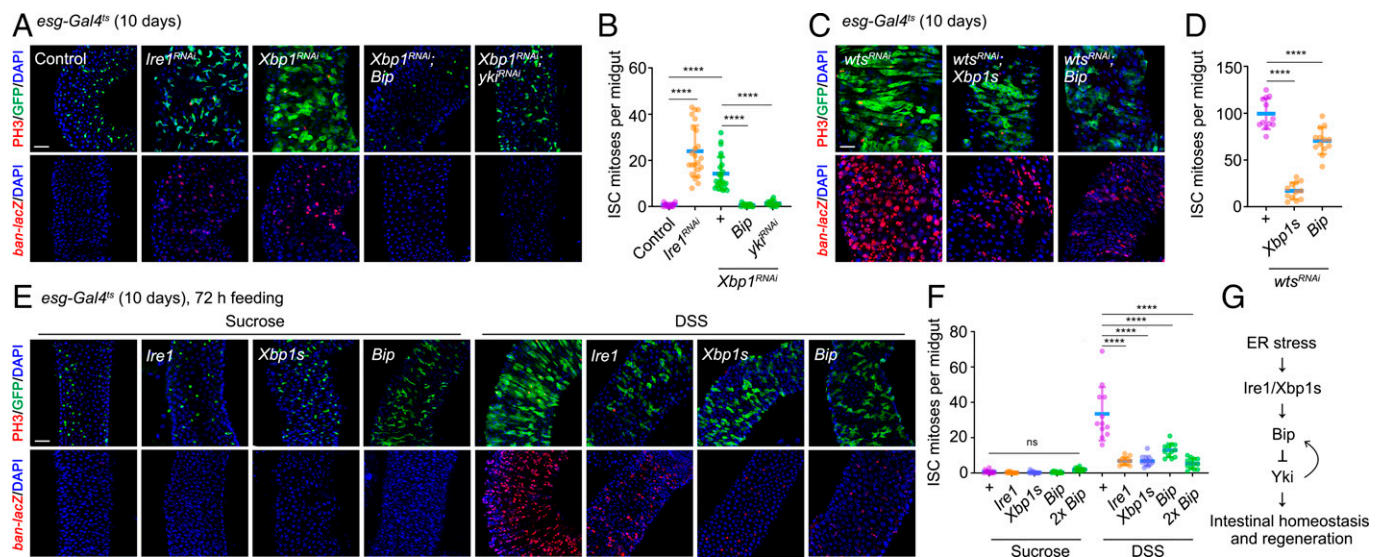 A esg-Gal4ts (10 days)
PH3/GFP/DAPI
Control
Ire1RNAi
Xbp1RNAi
Xbp1RNAi;
Bip
Xbp1RNAi;
ykiRNAi
ban-lacZ/DAPI
B
ISC mitoses per midgut
60
40
20
0
****
****
****
****
Control
Ire1RNAi
+
Bip
ykiRNAi
Xbp1RNAi
C esg-Gal4ts (10 days)
PH3/GFP/DAPI
wtsRNAi
wtsRNAi;
Xbp1s
wtsRNAi;
Bip
ban-lacZ/DAPI
D
ISC mitoses per midgut
150
100
50
0
****
****
+
Xbp1s
Bip
wtsRNAi
E esg-Gal4ts (10 days), 72 h feeding
Sucrose
DSS
PH3/GFP/DAPI
Ire1
Xbp1s
Bip
Ire1
Xbp1s
Bip
ban-lacZ/DAPI
F
ISC mitoses per midgut
80
60
40
20
0
ns
****
****
****
****
+
Ire1
Xbp1s
Bip
2x Bip
+
Ire1
Xbp1s
Bip
2x Bip
Sucrose
DSS
G
ER stress
Ire1/Xbp1s
Bip
Yki
Intestinal homeostasis
and regeneration